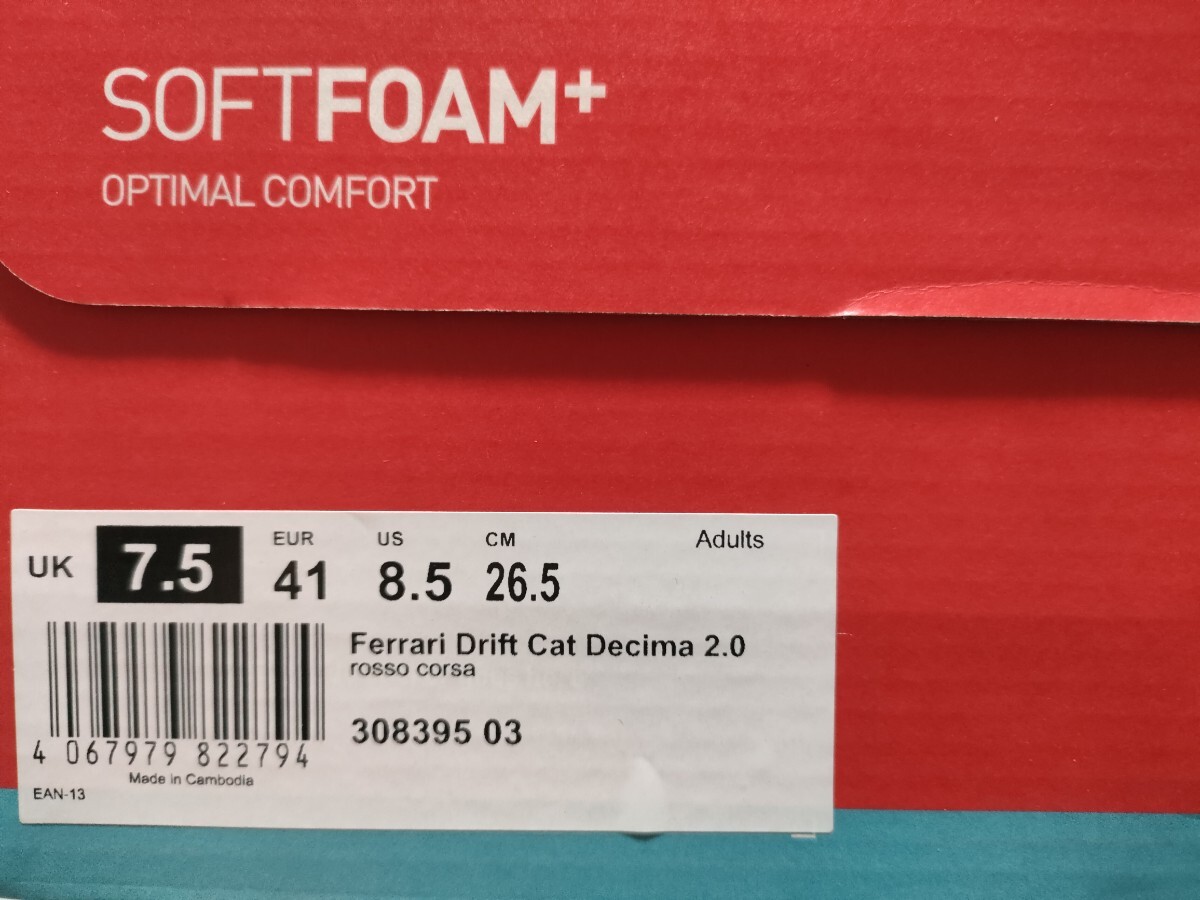 SOFTFOAM+
OPTIMAL COMFORT
UK 7.5 EUR 41 US 8.5 CM 26.5 Adults
Ferrari Drift Cat Decima 2.0
rosso corsa
308395 03
4 067979 822794
Made in Cambodia
EAN-13